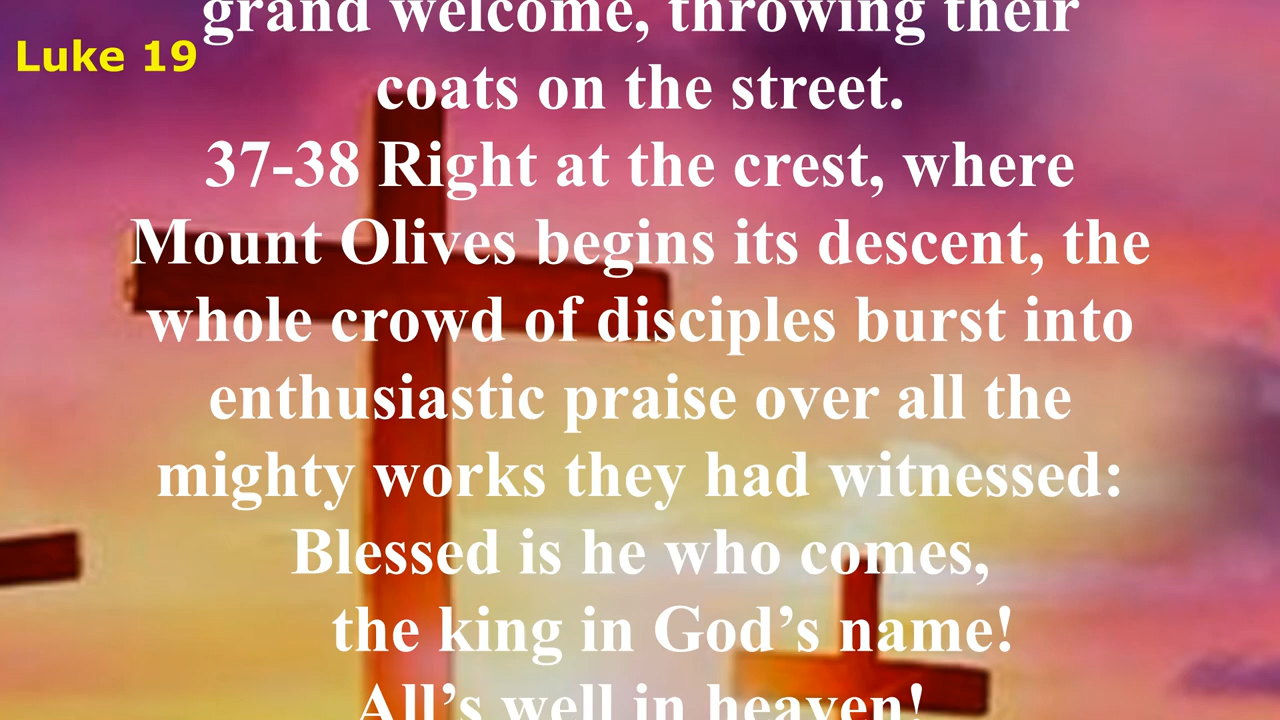 grand welcome, throwing their
Luke 19
coats on the street.
37-38 Right at the crest, where
Mount Olives begins its descent, the
whole crowd of disciples burst into
enthusiastic praise over all the
mighty works they had witnessed:
Blessed is he who comes,
the king in God’s name!
All’s well in heaven!